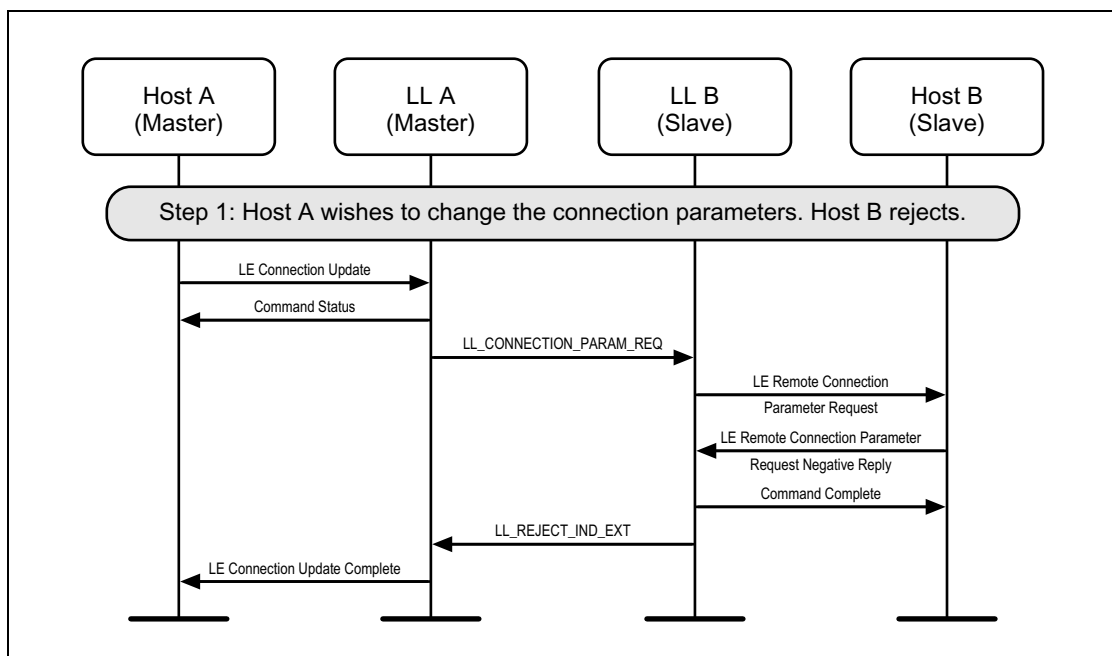 Host A
(Master)
LL A
(Master)
LL B
(Slave)
Host B
(Slave)
Step 1: Host A wishes to change the connection parameters. Host B rejects.
LE Connection Update
Command Status
LL_CONNECTION_PARAM_REQ
LE Remote Connection
Parameter Request
LE Remote Connection Parameter
Request Negative Reply
Command Complete
LL_REJECT_IND_EXT
LE Connection Update Complete